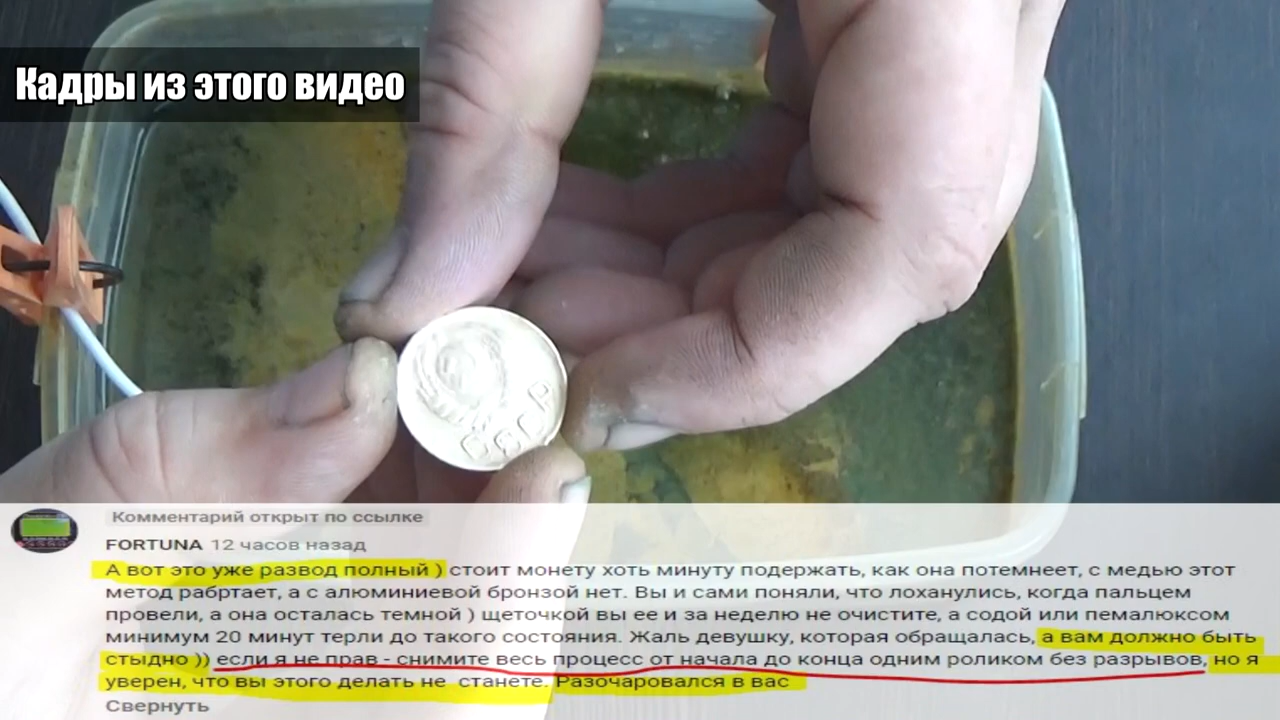 Кадры из этого видео
СССР
Комментарий открыт по ссылке
FORTUNA 12 часов назад
А вот это уже развод полный ) стоит монету хоть минуту подержать, как она потемнеет, с медью этот
метод рабртает, а с алюминиевой бронзой нет. Вы и сами поняли, что лоханулись, когда пальцем
провели, а она осталась темной ) щеточкой вы ее и за неделю не очистите, а содой или пемалюксом
минимум 20 минут терли до такого состояния. Жаль девушку, которая обращалась, а вам должно быть
стыдно )) если я не прав - снимите весь процесс от начала до конца одним роликом без разрывов, но я
уверен, что вы этого делать не станете. Разочаровался в вас
Свернуть